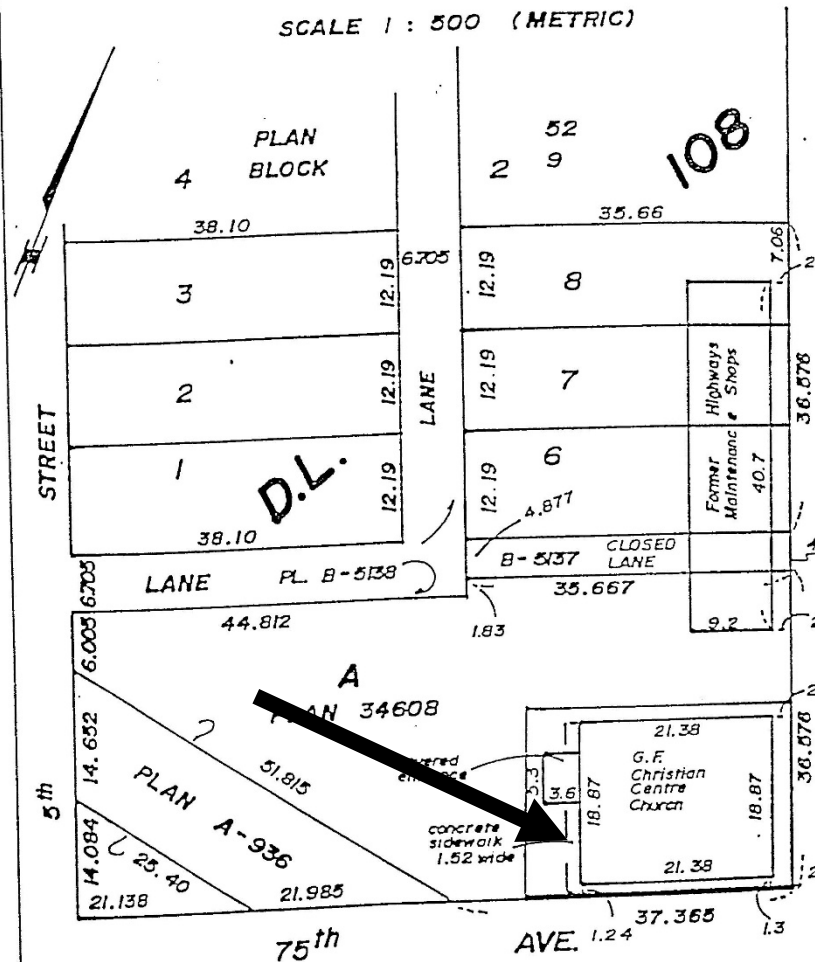 SCALE 1 : 500 (METRIC)
PLAN
BLOCK
52
108
4
2
9
38.10
35.66
6.705
7.06
2
3
12.19
12.19
8
2
12.19
12.19
7
Highways
Former Maintenance Shops
36.576
STREET
LANE
1
D.L.
12.19
12.19
6
40.7
4.877
38.10
B-5137
CLOSED
LANE
LANE
PL. B-5138
35.667
6.705
44.812
1.83
9.2
2
6.005
A
PLAN 34608
2
21.38
14.652
51.815
covered
entrance
5.3
3.6
18.87
G.F.
Christian
Centre
Church
18.87
36.576
PLAN A-936
concrete
sidewalk
1.52 wide
5th
14.084
25.40
21.38
2
21.138
21.985
37.365
75th AVE.
1.24
1.3